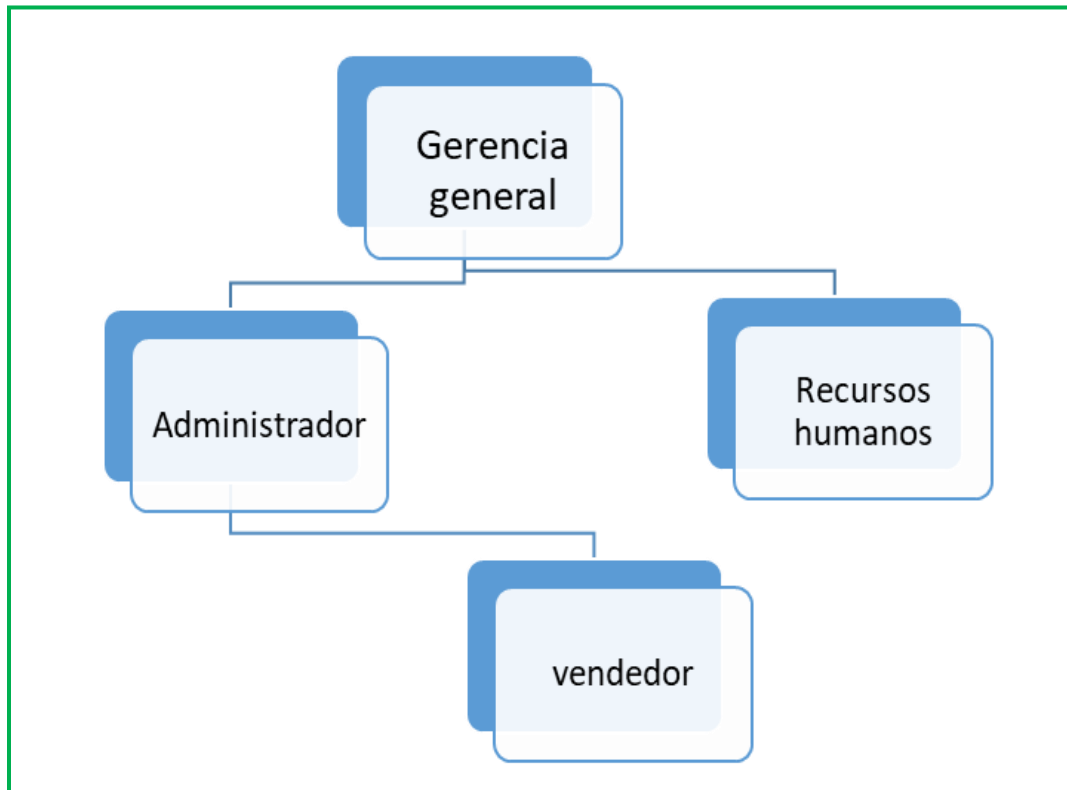 Gerencia
general
Administrador
Recursos
humanos
vendedor